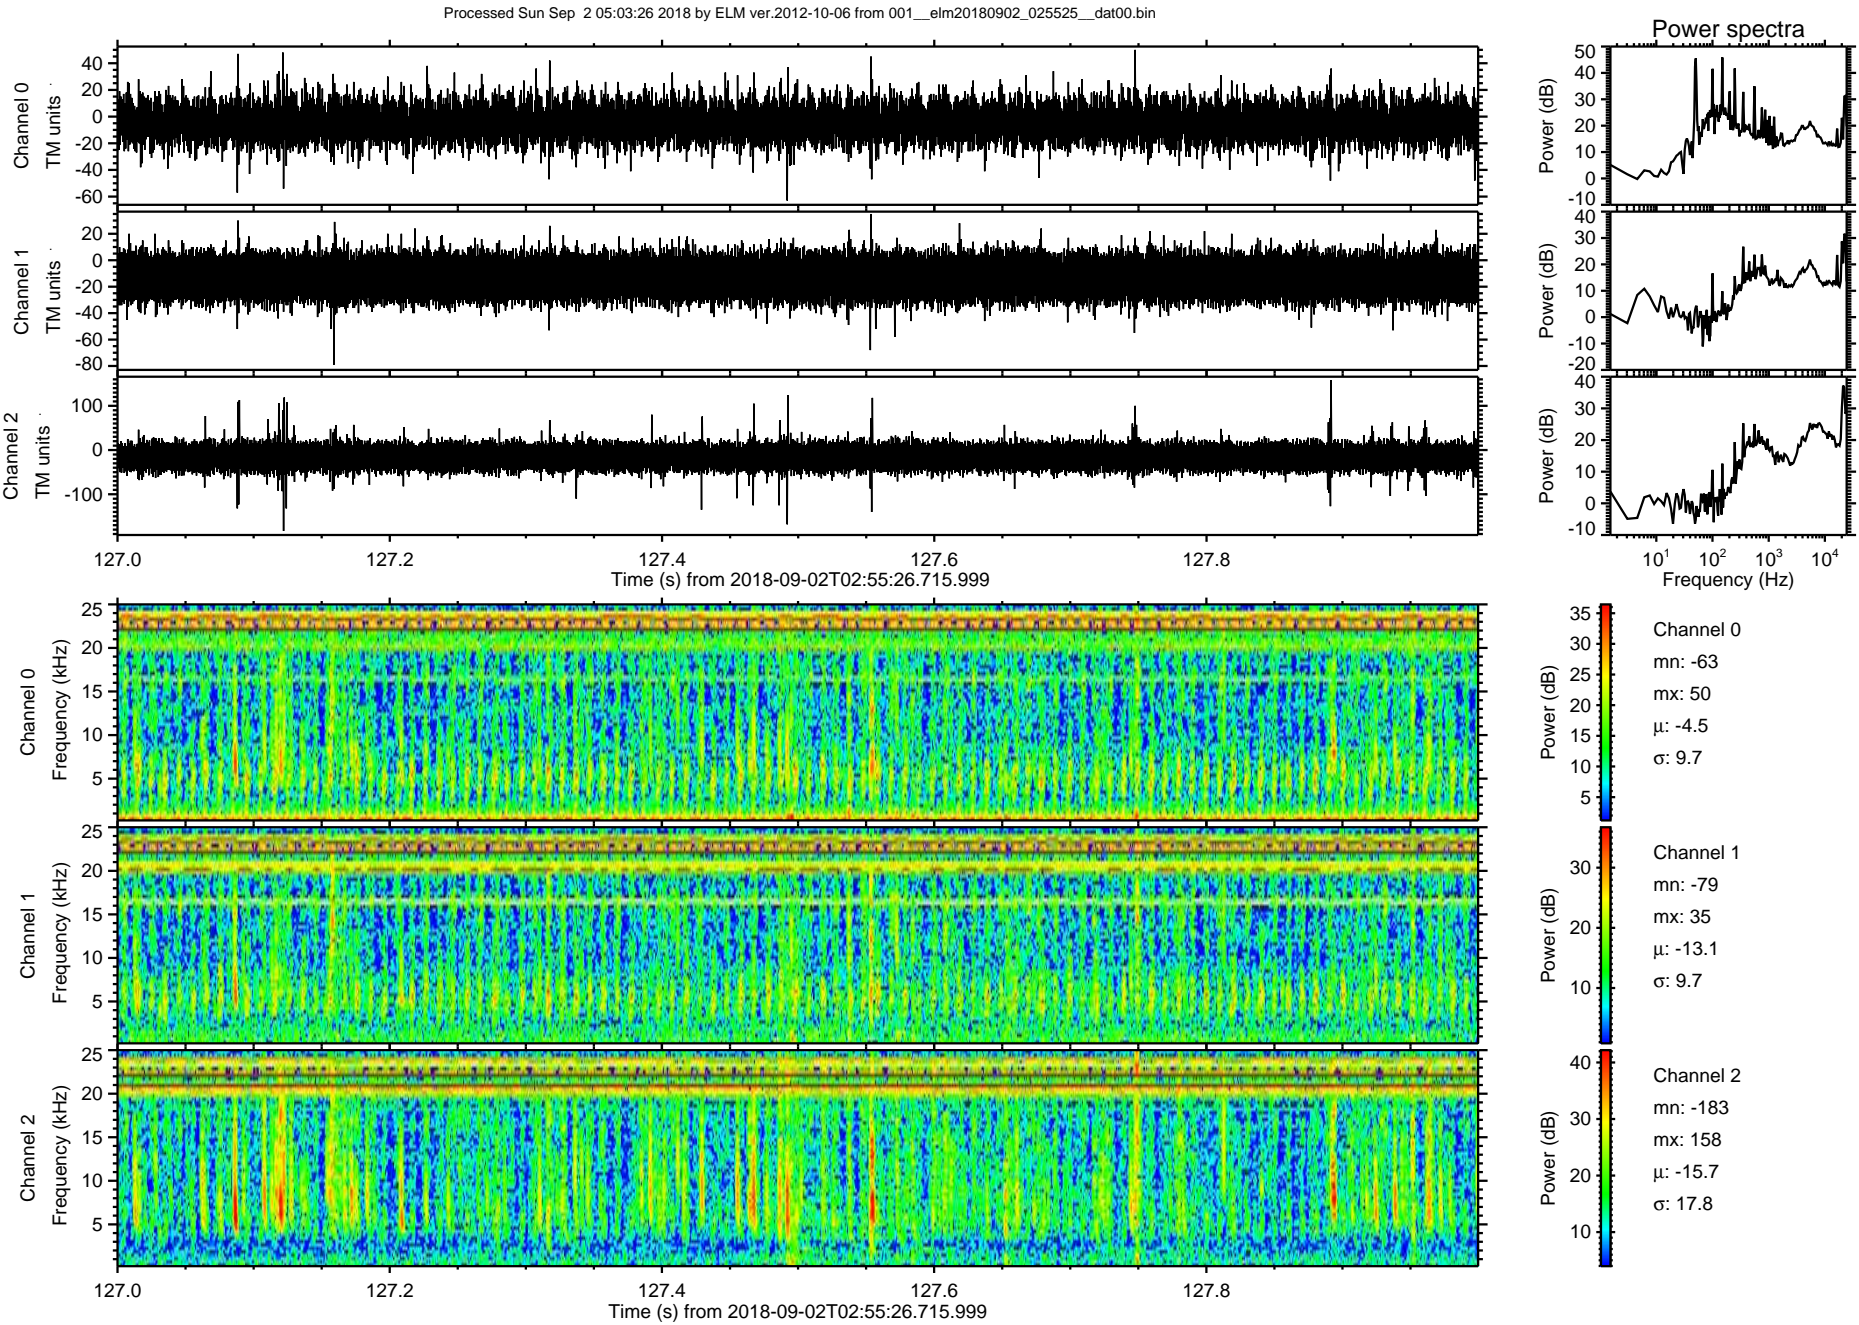 Processed Sun Sep  2 05:03:26 2018 by ELM ver.2012-10-06 from 001__elm20180902_025525__dat00.bin
Power spectra
Channel 0
TM units
40
20
0
-20
-40
-60
Power (dB)
50
40
30
20
10
0
-10
Channel 1
TM units
20
0
-20
-40
-60
-80
Power (dB)
40
30
20
10
0
-10
-20
Channel 2
TM units
100
0
-100
Power (dB)
40
30
20
10
0
-10
127.0 127.2 127.4 127.6 127.8
Time (s) from 2018-09-02T02:55:26.715.999
10¹ 10² 10³ 10⁴
Frequency (Hz)
Channel 0
Frequency (kHz)
25
20
15
10
5
Power (dB)
35
30
25
20
15
10
5
Channel 0
mn: -63
mx: 50
μ: -4.5
σ: 9.7
Channel 1
Frequency (kHz)
25
20
15
10
5
Power (dB)
30
20
10
Channel 1
mn: -79
mx: 35
μ: -13.1
σ: 9.7
Channel 2
Frequency (kHz)
25
20
15
10
5
Power (dB)
40
30
20
10
Channel 2
mn: -183
mx: 158
μ: -15.7
σ: 17.8
127.0 127.2 127.4 127.6 127.8
Time (s) from 2018-09-02T02:55:26.715.999